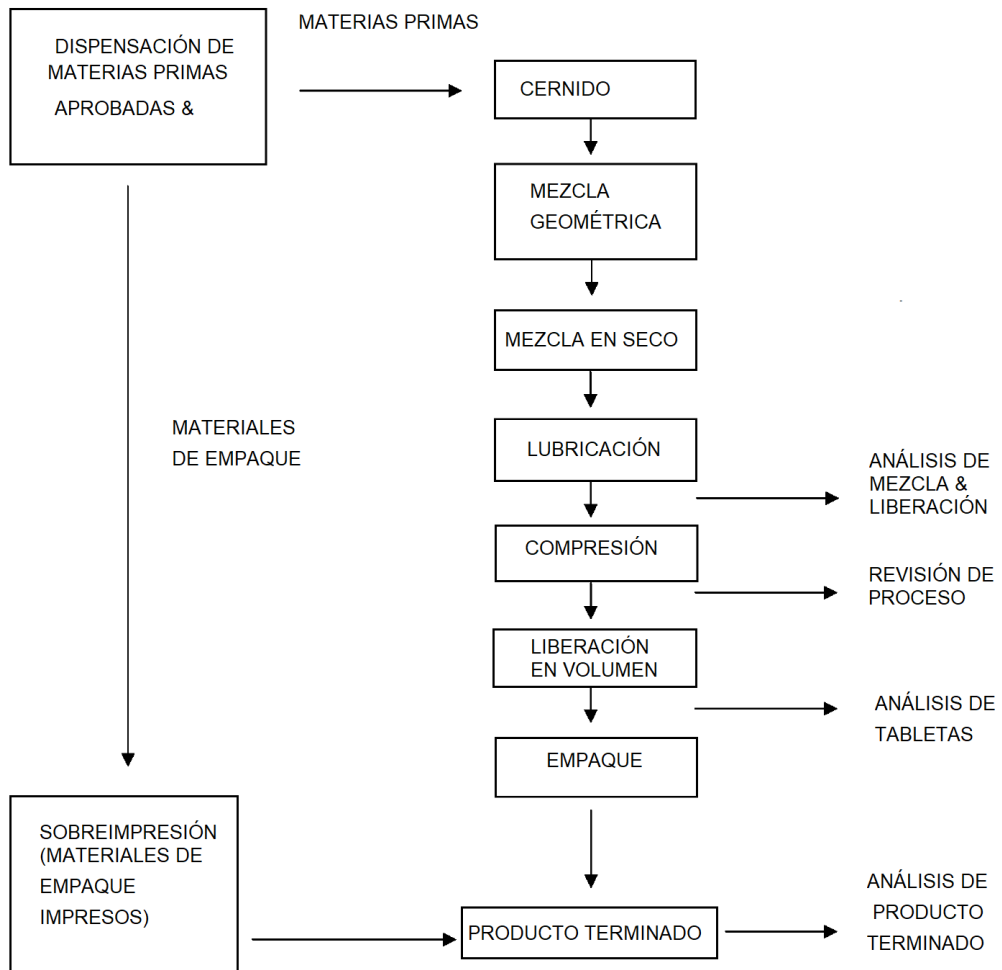 DISPENSACIÓN DE
MATERIAS PRIMAS
APROBADAS &
MATERIAS PRIMAS
CERNIDO
MEZCLA
GEOMÉTRICA
MEZCLA EN SECO
MATERIALES
DE EMPAQUE
LUBRICACIÓN
ANÁLISIS DE
MEZCLA &
LIBERACIÓN
COMPRESIÓN
REVISIÓN DE
PROCESO
LIBERACIÓN
EN VOLUMEN
ANÁLISIS DE
TABLETAS
EMPAQUE
SOBREIMPRESIÓN
(MATERIALES DE
EMPAQUE
IMPRESOS)
PRODUCTO TERMINADO
ANÁLISIS DE
PRODUCTO
TERMINADO